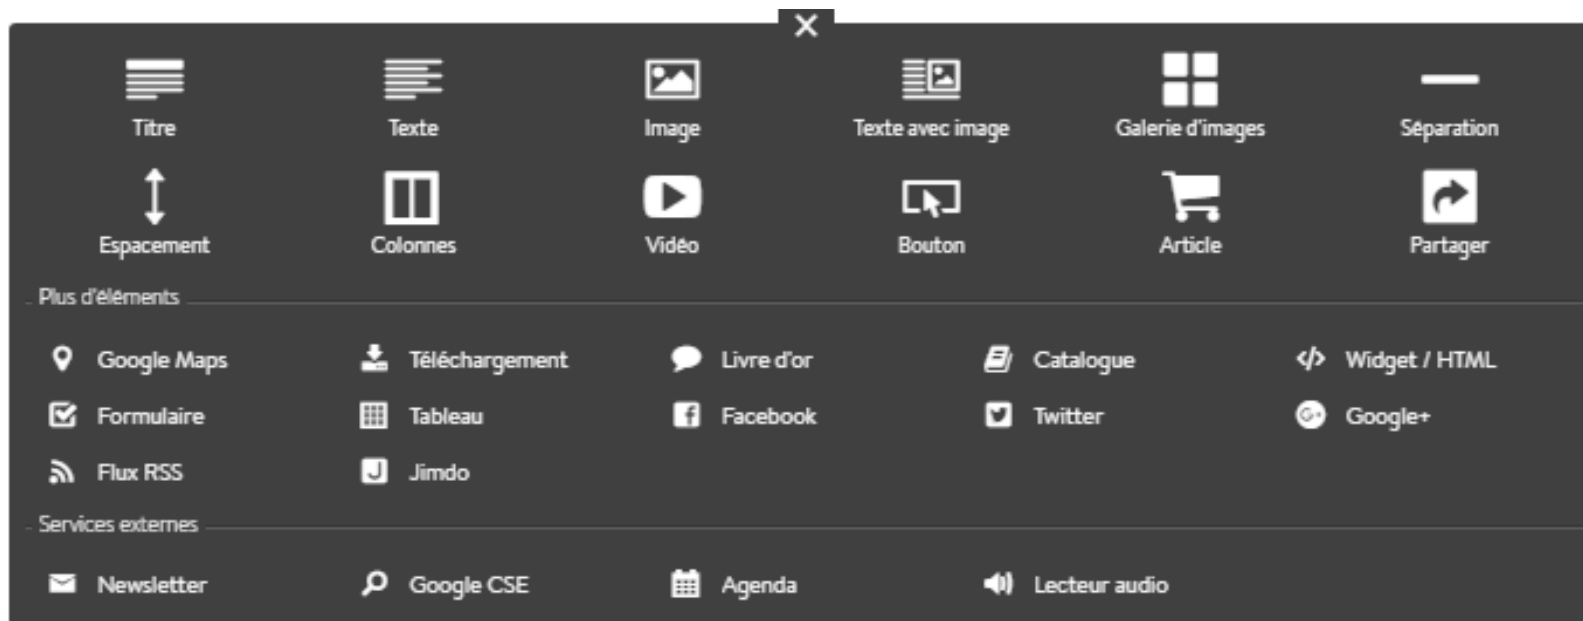 Titre Texte Image Texte avec image Galerie d'images Séparation
Espacement Colonnes Vidéo Bouton Article Partager
Plus d'éléments
Google Maps Téléchargement Livre d'or Catalogue Widget / HTML
Formulaire Tableau Facebook Twitter Google+
Flux RSS Jimdo
Services externes
Newsletter Google CSE Agenda Lecteur audio